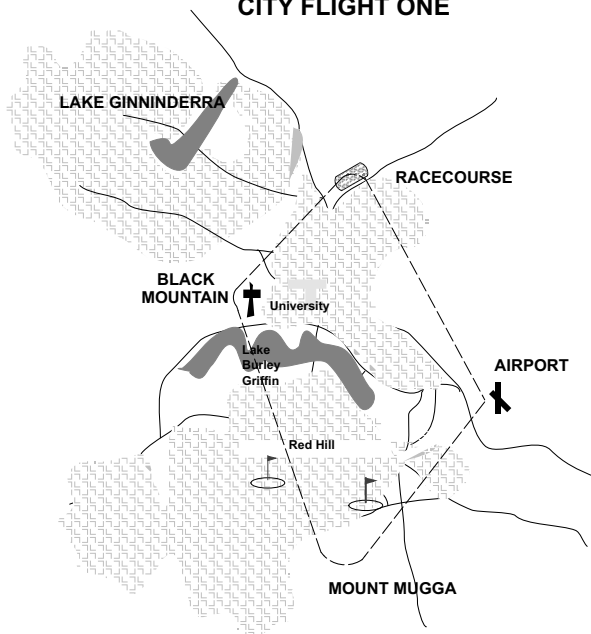 CITY FLIGHT ONE
LAKE GINNINDERRA
RACECOURSE
BLACK
MOUNTAIN
University
Lake
Burley
Griffin
AIRPORT
Red Hill
MOUNT MUGGA